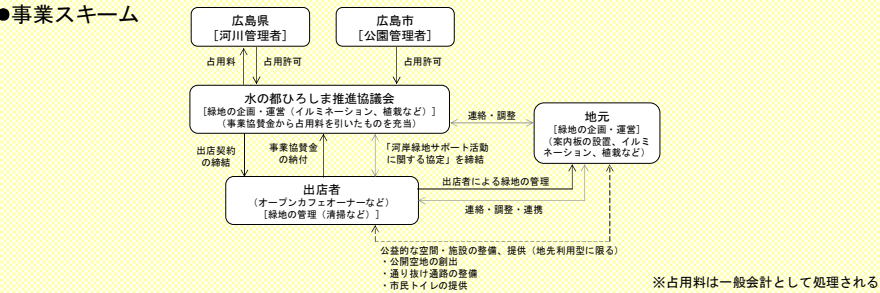 ●事業スキーム
広島県
[河川管理者]
広島市
[公園管理者]
占用料
占用許可
占用許可
水の都ひろしま推進協議会
[緑地の企画・運営（イルミネーション、植栽など）]
（事業協賛金から占用料を引いたものを充当）
連絡・調整
地元
[緑地の企画・運営]
（案内板の設置、イルミ
ネーション、植栽など）
出店契約
の締結
事業協賛金
の納付
「河岸緑地サポート活動
に関する協定」を締結
出店者
（オープンカフェオーナーなど）
[緑地の管理（清掃など）]
出店者による緑地の管理
連絡・調整・連携
公益的な空間・施設の整備、提供（地先利用型に限る）
・公開空地の創出
・通り抜け通路の整備
・市民トイレの提供
※占用料は一般会計として処理される